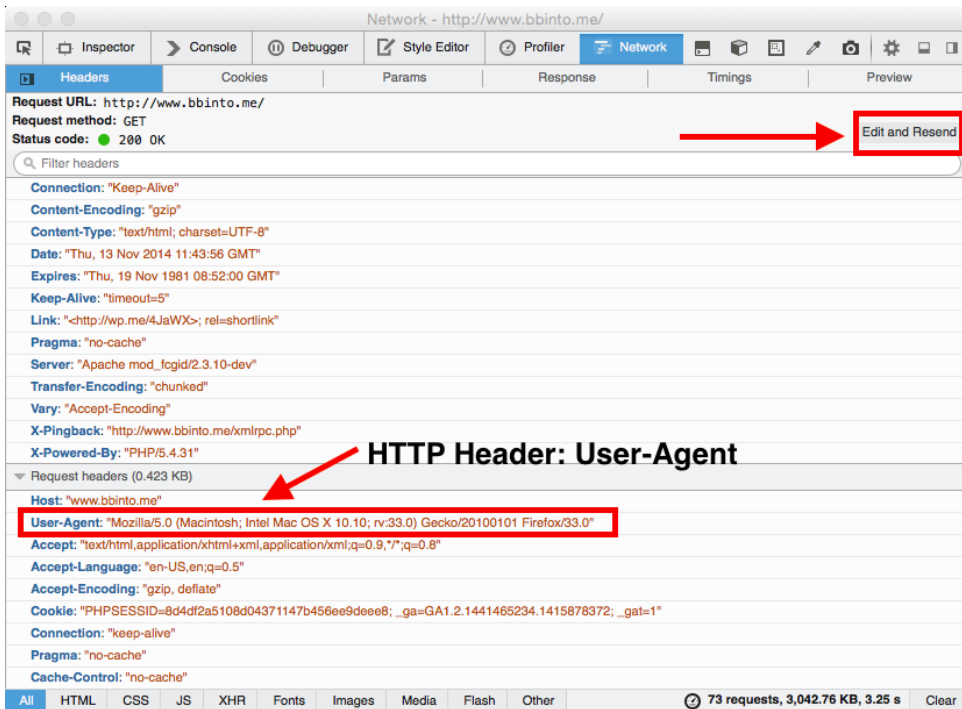 Network - http://www.bbinto.me/
Inspector Console Debugger Style Editor Profiler Network
Headers Cookies Params Response Timings Preview
Request URL: http://www.bbinto.me/
Request method: GET
Edit and Resend
Status code: 200 OK
Filter headers
Connection: "Keep-Alive"
Content-Encoding: "gzip"
Content-Type: "text/html; charset=UTF-8"
Date: "Thu, 13 Nov 2014 11:43:56 GMT"
Expires: "Thu, 19 Nov 1981 08:52:00 GMT"
Keep-Alive: "timeout=5"
Link: "<http://wp.me/4JaWX>; rel=shortlink"
Pragma: "no-cache"
Server: "Apache mod_fcgid/2.3.10-dev"
Transfer-Encoding: "chunked"
Vary: "Accept-Encoding"
X-Pingback: "http://www.bbinto.me/xmlrpc.php"
X-Powered-By: "PHP/5.4.31"
HTTP Header: User-Agent
Request headers (0.423 KB)
Host: "www.bbinto.me"
User-Agent: "Mozilla/5.0 (Macintosh; Intel Mac OS X 10.10; rv:33.0) Gecko/20100101 Firefox/33.0"
Accept: "text/html,application/xhtml+xml,application/xml;q=0.9,*/*;q=0.8"
Accept-Language: "en-US,en;q=0.5"
Accept-Encoding: "gzip, deflate"
Cookie: "PHPSESSID=8d4df2a5108d04371147b456ee9deee8; _ga=GA1.2.1441465234.1415878372; _gat=1"
Connection: "keep-alive"
Pragma: "no-cache"
Cache-Control: "no-cache"
All HTML CSS JS XHR Fonts Images Media Flash Other 73 requests, 3,042.76 KB, 3.25 s Clear